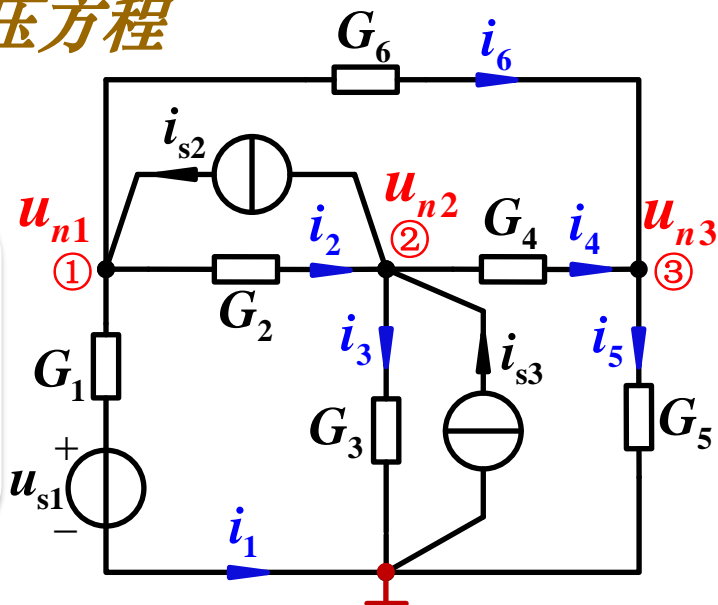 压方程
G6
i6
is2
un1
un2
un3
①
②
③
i2
G4
i4
G2
G1
i3
is3
i5
G3
G5
+
us1
−
i1